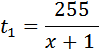 t₁ = 255 / (x + 1)